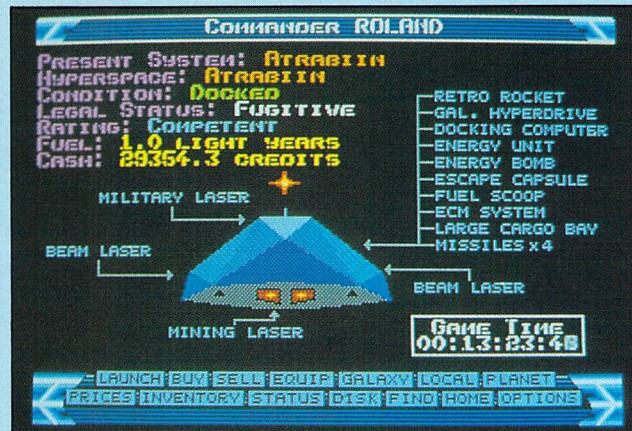 COMMANDER ROLAND
PRESENT SYSTEM: ATRABIIN
HYPERSPACE: ATRABIIN
CONDITION: DOCKED
LEGAL STATUS: FUGITIVE
RATING: COMPETENT
FUEL: 1.0 LIGHT YEARS
CASH: 29354.3 CREDITS
RETRO ROCKET
GAL. HYPERDRIVE
DOCKING COMPUTER
ENERGY UNIT
ENERGY BOMB
ESCAPE CAPSULE
FUEL SCOOP
ECM SYSTEM
LARGE CARGO BAY
MISSILES x4
MILITARY LASER
BEAM LASER
BEAM LASER
MINING LASER
GAME TIME
00:13:23:4
LAUNCH BUY SELL EQUIP GALAXY LOCAL PLANET
PRICES INVENTORY STATUS DISK FIND HOME OPTIONS